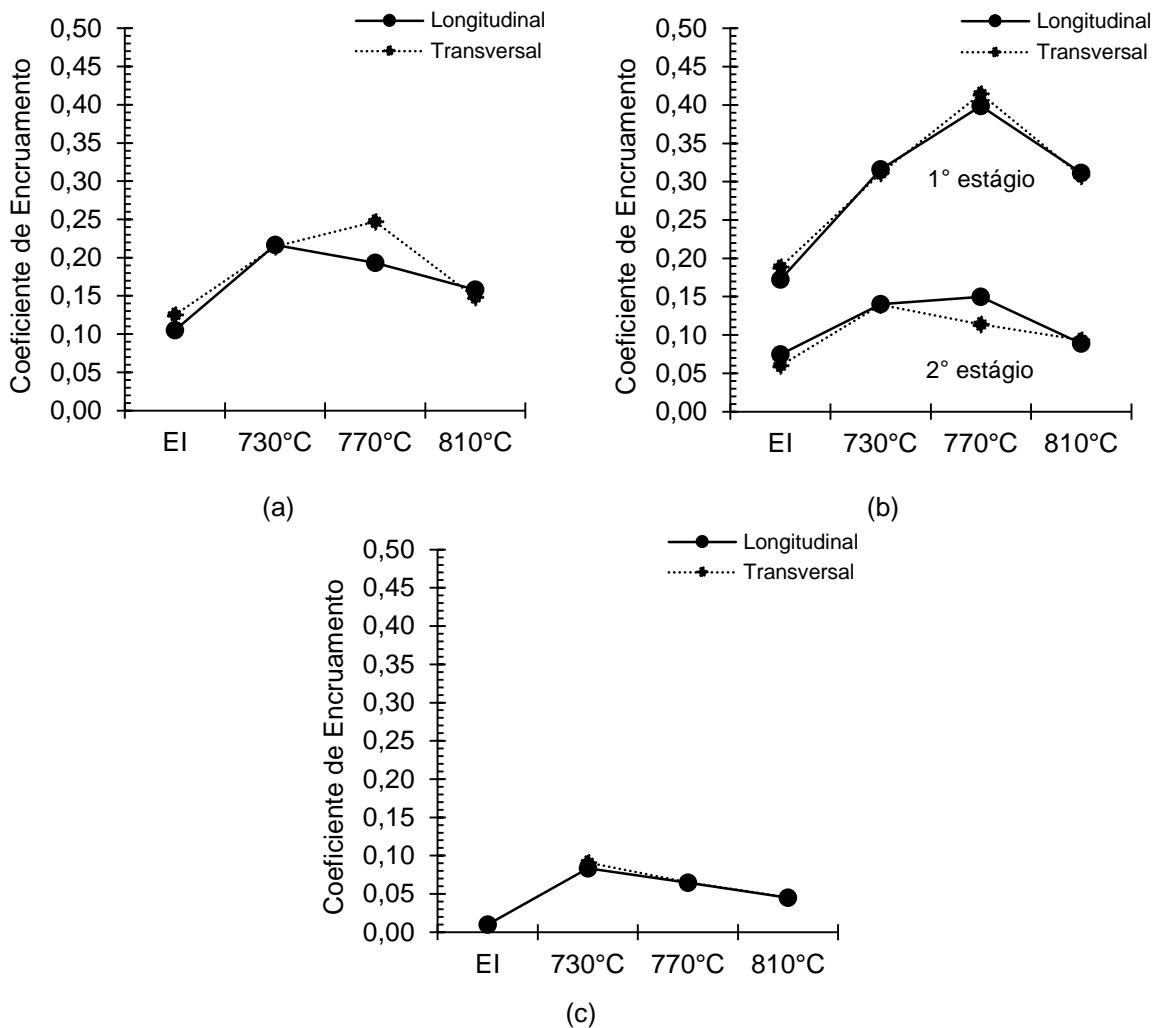 Longitudinal
Transversal
Coeficiente de Encruamento
0,50
0,45
0,40
0,35
0,30
0,25
0,20
0,15
0,10
0,05
0,00
EI 730°C 770°C 810°C
(a)
Longitudinal
Transversal
Coeficiente de Encruamento
0,50
0,45
0,40
0,35
0,30
0,25
0,20
0,15
0,10
0,05
0,00
1° estágio
2° estágio
EI 730°C 770°C 810°C
(b)
Longitudinal
Transversal
Coeficiente de Encruamento
0,50
0,45
0,40
0,35
0,30
0,25
0,20
0,15
0,10
0,05
0,00
EI 730°C 770°C 810°C
(c)